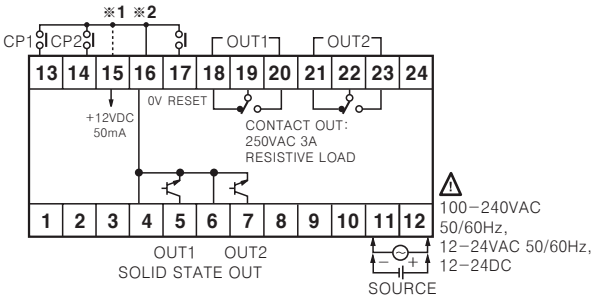 ※1 ※2
CP1 CP2 OUT1 OUT2
13 14 15 16 17 18 19 20 21 22 23 24
0V RESET
+12VDC
50mA
CONTACT OUT:
250VAC 3A
RESISTIVE LOAD
1 2 3 4 5 6 7 8 9 10 11 12
OUT1 OUT2
SOLID STATE OUT
!
100-240VAC
50/60Hz,
12-24VAC 50/60Hz,
12-24DC
- +
SOURCE